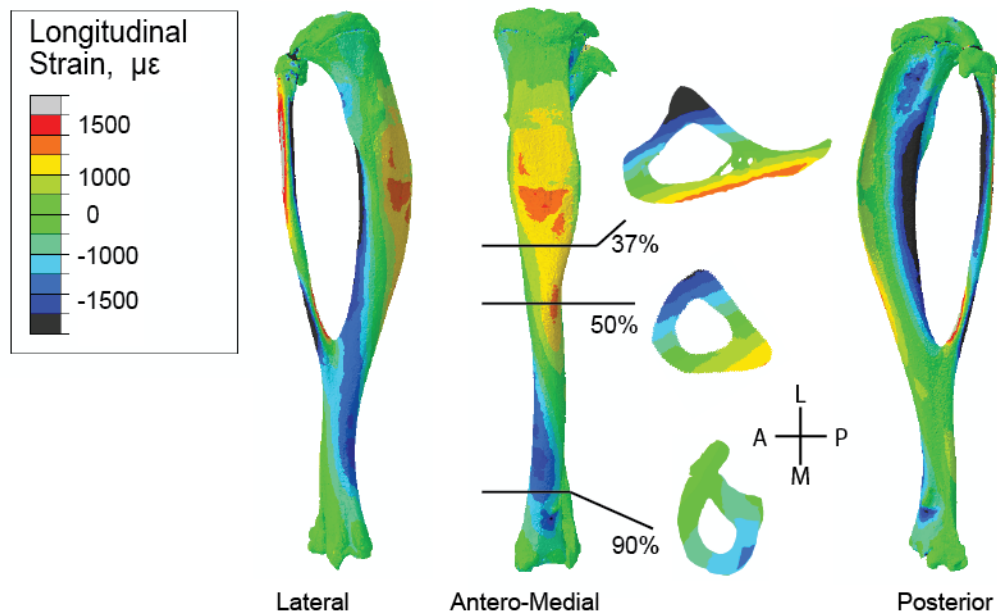 Longitudinal
Strain, με
1500
1000
0
-1000
-1500
37%
50%
L
A P
M
90%
Lateral
Antero-Medial
Posterior